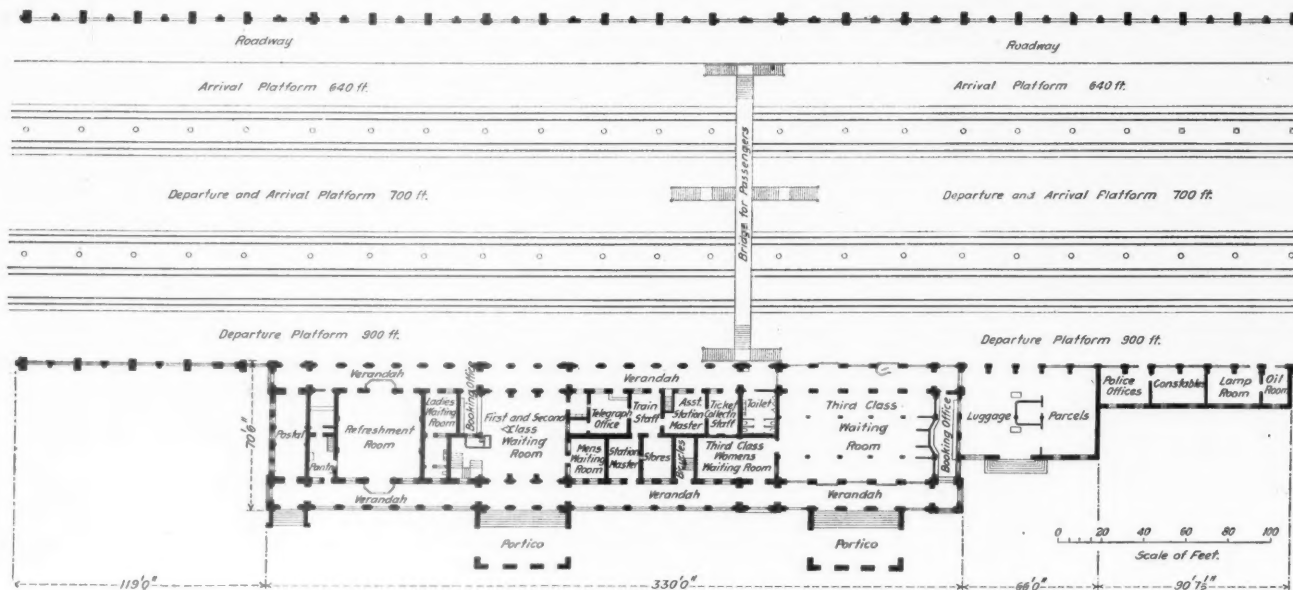 Roadway
Roadway
Arrival Platform 640 ft.
Arrival Platform 640 ft.
Bridge for Passengers
Departure and Arrival Platform 700 ft.
Departure and Arrival Platform 700 ft.
Departure Platform 900 ft.
Departure Platform 900 ft.
Verandah
Verandah
70'6"
Postal
Pantry
Refreshment
Room
Ladies
Waiting
Room
Booking Office
First and Second
Class
Waiting
Room
Telegraph
Office
Train
Staff
Asst.
Station
Master
Ticket
Collectn
Staff
Toilet
Mens
Waiting
Room
Station
Master
Stores
Bicycles
Third Class
Womens
Waiting Room
Third Class
Waiting
Room
Booking Office
Luggage
Parcels
Police
Offices
Constables
Lamp
Room
Oil
Room
Verandah
Verandah
Verandah
Portico
Portico
0 20 40 60 80 100
Scale of Feet.
119'0"
330'0"
66'0"
90'7½"